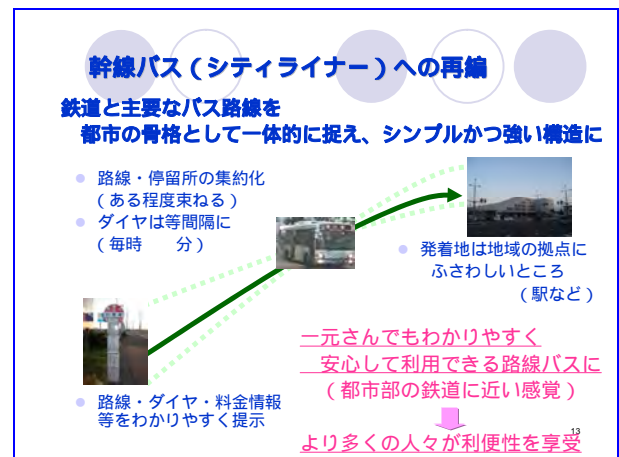 幹線バス(シティライナー)への再編
鉄道と主要なバス路線を
都市の骨格として一体的に捉え、シンプルかつ強い構造に
路線・停留所の集約化
(ある程度束ねる)
ダイヤは等間隔に
(毎時  分)
発着地は地域の拠点に
ふさわしいところ
(駅など)
路線・ダイヤ・料金情報
等をわかりやすく提示
一元さんでもわかりやすく
安心して利用できる路線バスに
(都市部の鉄道に近い感覚)
より多くの人々が利便性を享受
13